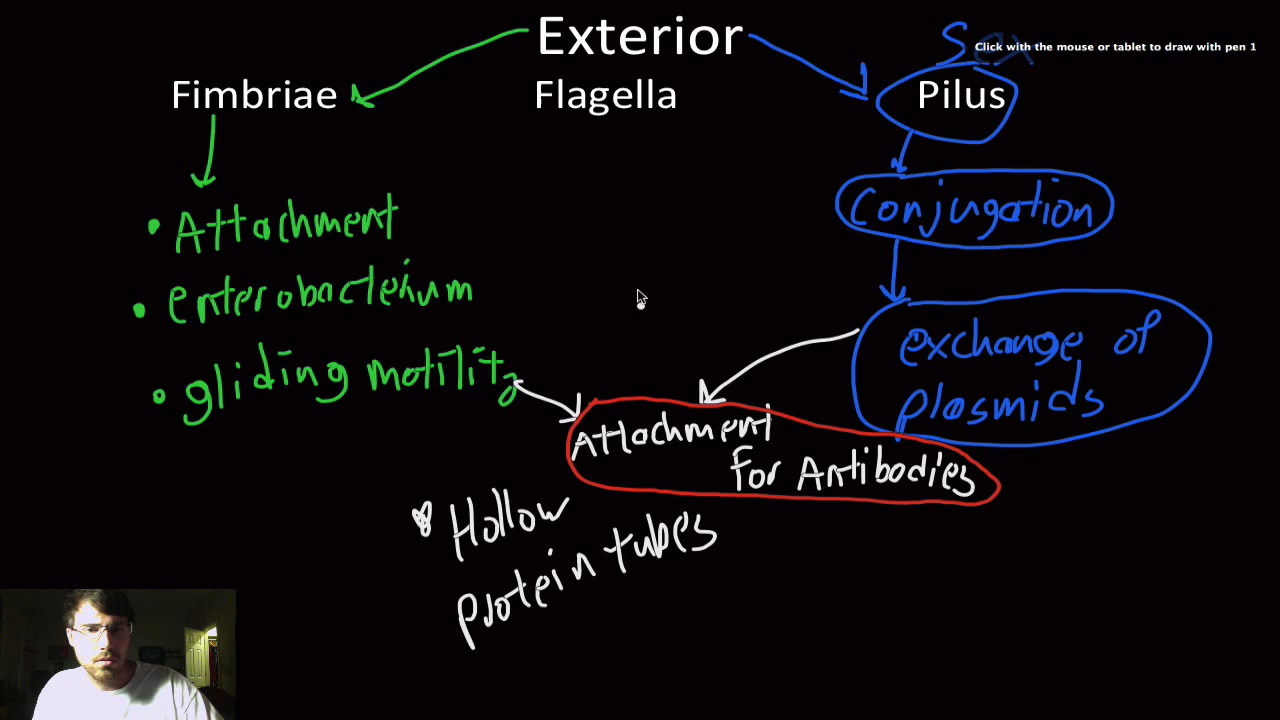 Exterior
Sex
Click with the mouse or tablet to draw with pen 1
Fimbriae
Flagella
Pilus
• Attachment
• enterobacterium
• gliding motility
Conjugation
exchange of
plasmids
Attachment
for Antibodies
• Hollow
protein tubes